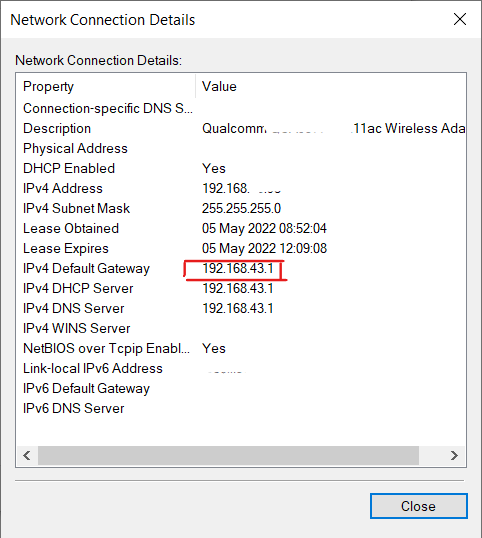 Network Connection Details
Network Connection Details:
Property Value
Connection-specific DNS S...
Description Qualcomm .11ac Wireless Ada
Physical Address
DHCP Enabled Yes
IPv4 Address 192.168.
IPv4 Subnet Mask 255.255.255.0
Lease Obtained 05 May 2022 08:52:04
Lease Expires 05 May 2022 12:09:08
IPv4 Default Gateway 192.168.43.1
IPv4 DHCP Server 192.168.43.1
IPv4 DNS Server 192.168.43.1
IPv4 WINS Server
NetBIOS over Tcpip Enabl... Yes
Link-local IPv6 Address
IPv6 Default Gateway
IPv6 DNS Server
Close